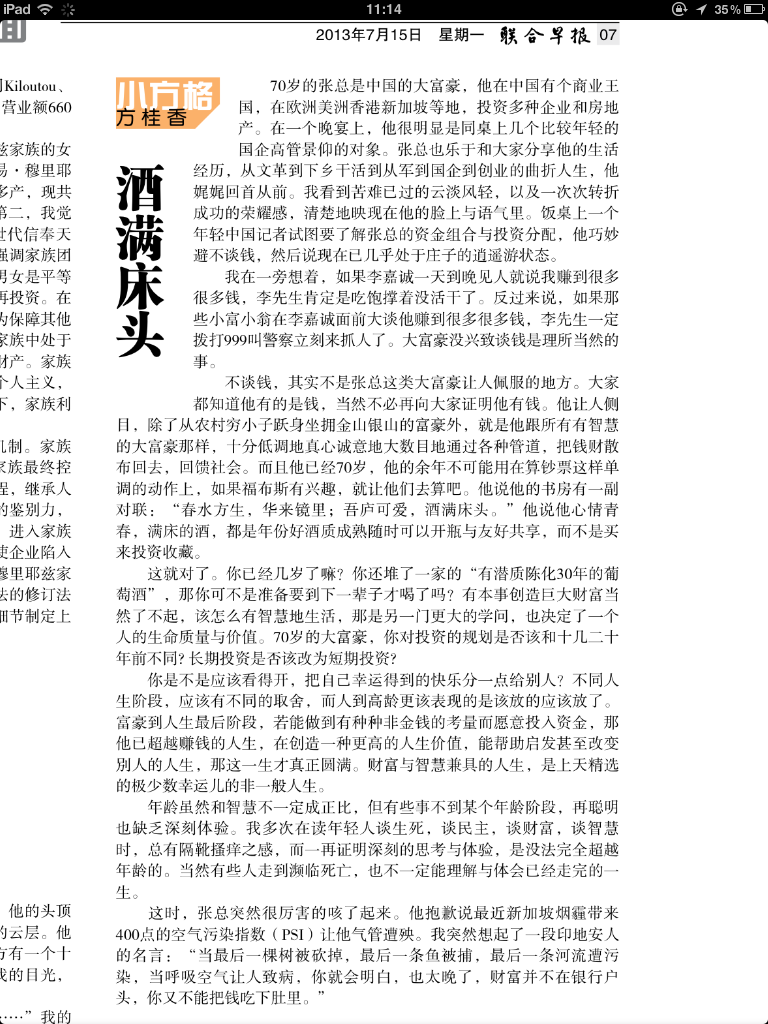 iPad
11:14
35%
2013年7月15日 星期一 联合早报 07
司Kiloutou、
营业额660
兹家族的女
易·穆里耶
多产，现共
第二，我觉
世代信奉天
强调家族团
男女是平等
再投资。在
为保障其他
家族中处于
财产。家族
个人主义，
下，家族利
机制。家族
家族最终控
程，继承人
的鉴别力，
进入家族
使企业陷入
穆里耶兹家
法的修订法
细节制定上
他的头顶
的云层。他
方有一个十
我的目光，
……”我的
小方格
方桂香
酒满床头
70岁的张总是中国的大富豪，他在中国有个商业王
国，在欧洲美洲香港新加坡等地，投资多种企业和房地
产。在一个晚宴上，他很明显是同桌上几个比较年轻的
国企高管景仰的对象。张总也乐于和大家分享他的生活
经历，从文革到下乡干活到从军到国企到创业的曲折人生，他
娓娓回首从前。我看到苦难已过的云淡风轻，以及一次次转折
成功的荣耀感，清楚地映现在他的脸上与语气里。饭桌上一个
年轻中国记者试图要了解张总的资金组合与投资分配，他巧妙
避不谈钱，然后说现在已几乎处于庄子的逍遥游状态。
我在一旁想着，如果李嘉诚一天到晚见人就说我赚到很多
很多钱，李先生肯定是吃饱撑着没活干了。反过来说，如果那
些小富小翁在李嘉诚面前大谈他赚到很多很多钱，李先生一定
拨打999叫警察立刻来抓人了。大富豪没兴致谈钱是理所当然的
事。
不谈钱，其实不是张总这类大富豪让人佩服的地方。大家
都知道他有的是钱，当然不必再向大家证明他有钱。他让人侧
目，除了从农村穷小子跃身坐拥金山银山的富豪外，就是他跟所有有智慧
的大富豪那样，十分低调地真心诚意地大数目地通过各种管道，把钱财散
布回去，回馈社会。而且他已经70岁，他的余年不可能用在算钞票这样单
调的动作上，如果福布斯有兴趣，就让他们去算吧。他说他的书房有一副
对联：“春水方生，华来镜里；吾庐可爱，酒满床头。”他说他心情青
春，满床的酒，都是年份好酒质成熟随时可以开瓶与友好共享，而不是买
来投资收藏。
这就对了。你已经几岁了嘛？你还堆了一家的“有潜质陈化30年的葡
萄酒”，那你可不是准备要到下一辈子才喝了吗？有本事创造巨大财富当
然了不起，该怎么有智慧地生活，那是另一门更大的学问，也决定了一个
人的生命质量与价值。70岁的大富豪，你对投资的规划是否该和十几二十
年前不同？长期投资是否该改为短期投资？
你是不是应该看得开，把自己幸运得到的快乐分一点给别人？不同人
生阶段，应该有不同的取舍，而人到高龄更该表现的是该放的应该放了。
富豪到人生最后阶段，若能做到有种种非金钱的考量而愿意投入资金，那
他已超越赚钱的人生，在创造一种更高的人生价值，能帮助启发甚至改变
别人的人生，那这一生才真正圆满。财富与智慧兼具的人生，是上天精选
的极少数幸运儿的非一般人生。
年龄虽然和智慧不一定成正比，但有些事不到某个年龄阶段，再聪明
也缺乏深刻体验。我多次在读年轻人谈生死，谈民主，谈财富，谈智慧
时，总有隔靴搔痒之感，而一再证明深刻的思考与体验，是没法完全超越
年龄的。当然有些人走到濒临死亡，也不一定能理解与体会已经走完的一
生。
这时，张总突然很厉害的咳了起来。他抱歉说最近新加坡烟霾带来
400点的空气污染指数（PSI）让他气管遭殃。我突然想起了一段印地安人
的名言：“当最后一棵树被砍掉，最后一条鱼被捕，最后一条河流遭污
染，当呼吸空气让人致病，你就会明白，也太晚了，财富并不在银行户
头，你又不能把钱吃下肚里。”